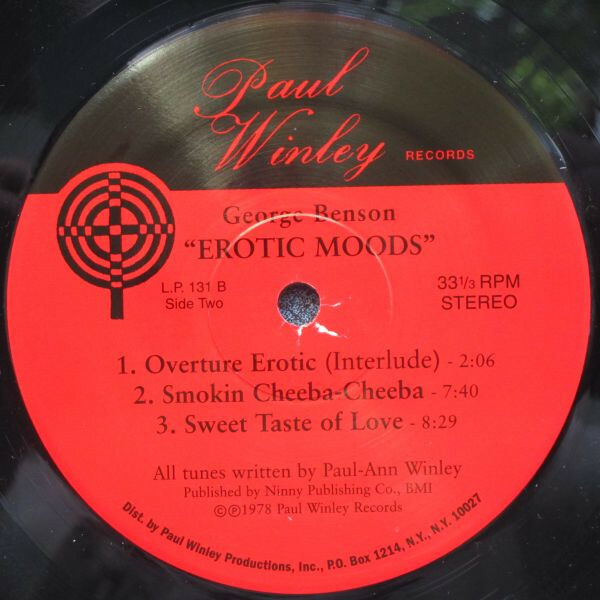 Paul
Winley RECORDS
George Benson
“EROTIC MOODS”
L.P. 131 B
Side Two
33 1/3 RPM
STEREO
1. Overture Erotic (Interlude) - 2:06
2. Smokin Cheeba-Cheeba - 7:40
3. Sweet Taste of Love - 8:29
All tunes written by Paul-Ann Winley
Published by Ninny Publishing Co., BMI
©℗1978 Paul Winley Records
Dist. by Paul Winley Productions, Inc., P.O. Box 1214, N.Y., N.Y. 10027